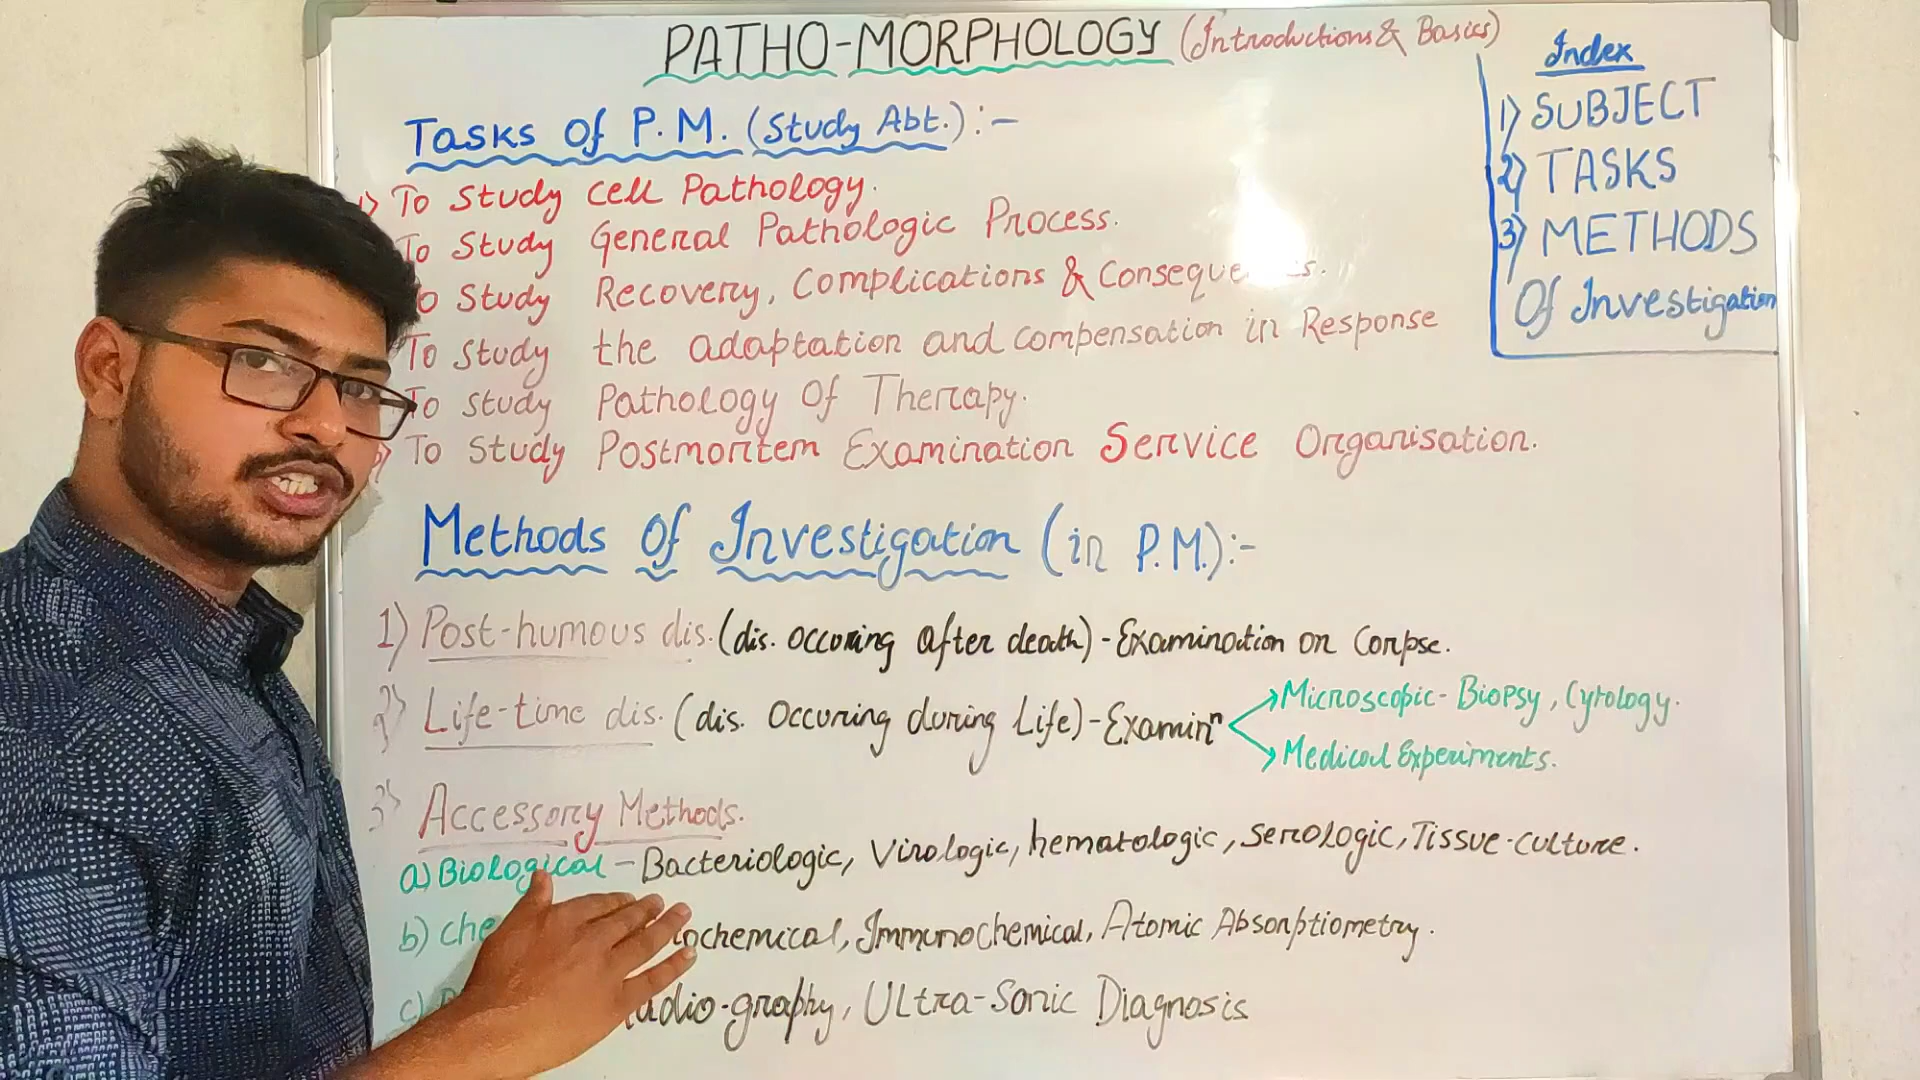 PATHO-MORPHOLOGY (Introductions & Basics)
Tasks Of P.M. (Study Abt.):-
1) To Study Cell Pathology.
To Study General Pathologic Process.
To Study Recovery, Complications &
To Study the adaptation and compensation in Response
To Study Pathology Of Therapy.
To Study Postmortem Examination Service Organisation.
Index
1) SUBJECT
2) TASKS
3) METHODS
Of Investigation
Methods Of Investigation (in P.M.):-
1) Post-humous dis. (dis. occuring after death) - Examination on Corpse.
2) Life-time dis. (dis. Occuring during Life) - Examinⁿ
Microscopic - Biopsy, Cytology.
Medical Experiments.
3) Accessory Methods.
a) Biological - Bacteriologic, Virologic, hematologic, Serologic, Tissue-culture.
b) Immunochemical, Atomic Absorptiometry.
c) Ultra-Sonic Diagnosis